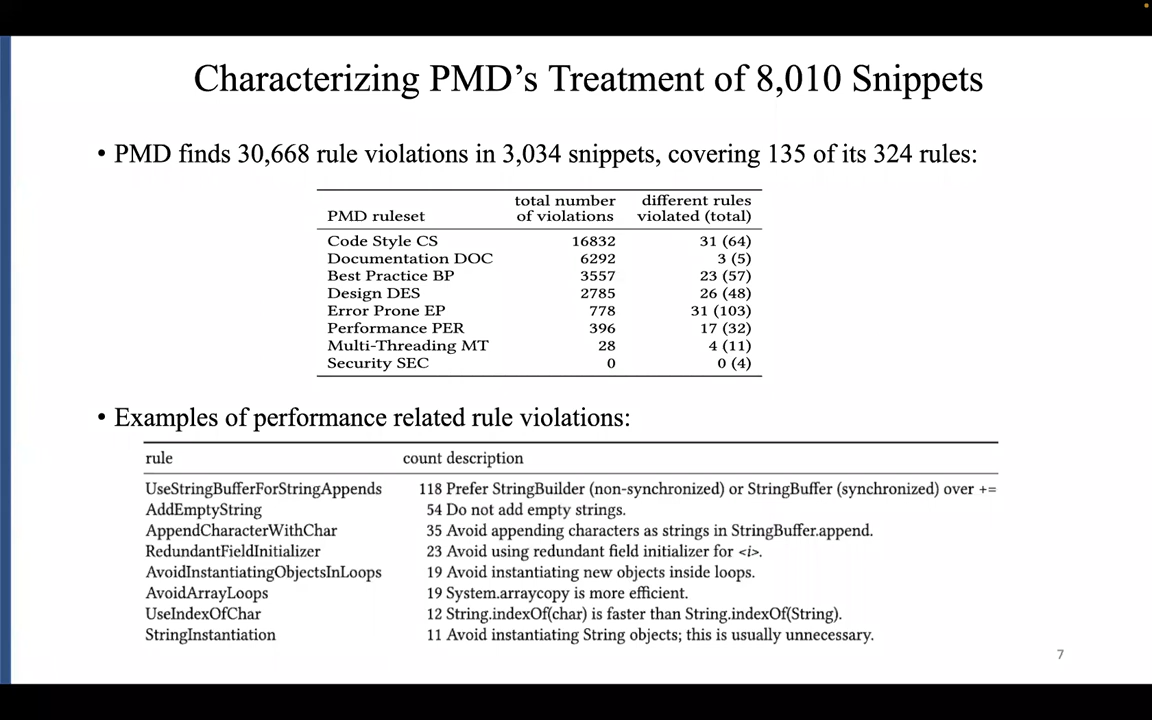 Characterizing PMD’s Treatment of 8,010 Snippets
• PMD finds 30,668 rule violations in 3,034 snippets, covering 135 of its 324 rules:
total number different rules
PMD ruleset of violations violated (total)
Code Style CS 16832 31 (64)
Documentation DOC 6292 3 (5)
Best Practice BP 3557 23 (57)
Design DES 2785 26 (48)
Error Prone EP 778 31 (103)
Performance PER 396 17 (32)
Multi-Threading MT 28 4 (11)
Security SEC 0 0 (4)
• Examples of performance related rule violations:
rule count description
UseStringBufferForStringAppends 118 Prefer StringBuilder (non-synchronized) or StringBuffer (synchronized) over +=
AddEmptyString 54 Do not add empty strings.
AppendCharacterWithChar 35 Avoid appending characters as strings in StringBuffer.append.
RedundantFieldInitializer 23 Avoid using redundant field initializer for <i>.
AvoidInstantiatingObjectsInLoops 19 Avoid instantiating new objects inside loops.
AvoidArrayLoops 19 System.arraycopy is more efficient.
UseIndexOfChar 12 String.indexOf(char) is faster than String.indexOf(String).
StringInstantiation 11 Avoid instantiating String objects; this is usually unnecessary.
7